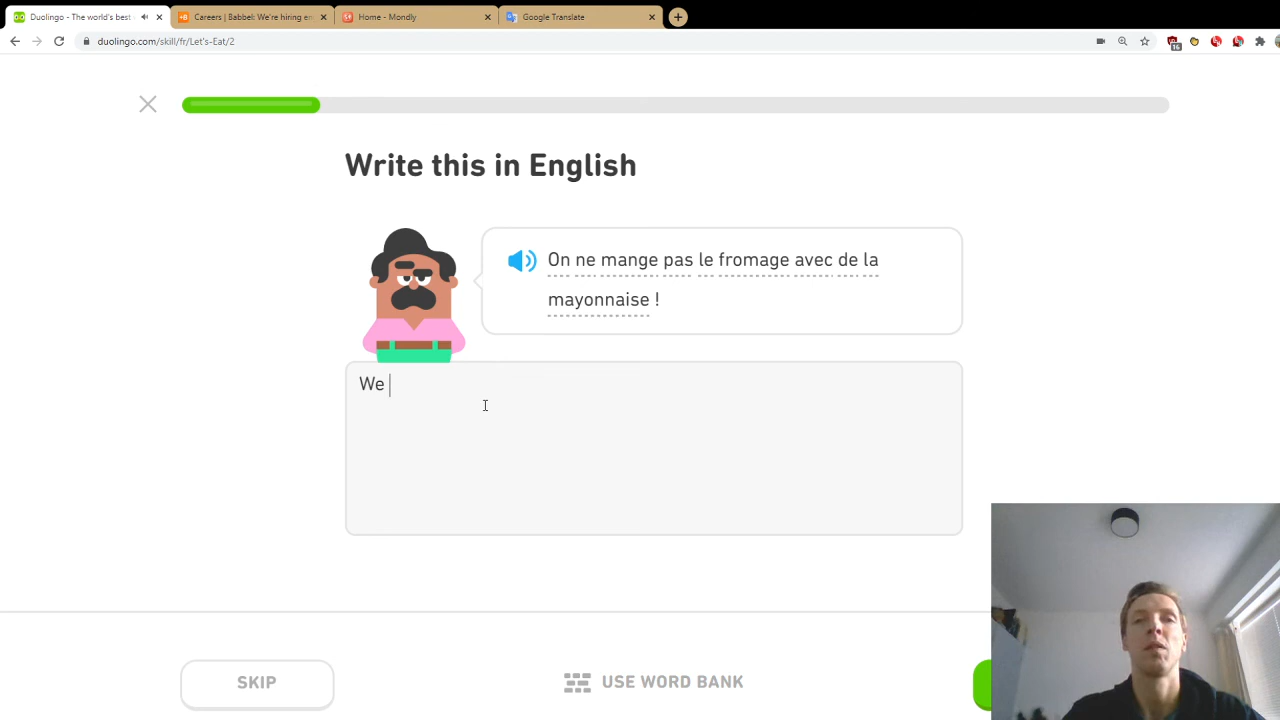 Duolingo - The world's best
Careers | Babbel: We're hiring en
Home - Mondly
Google Translate
duolingo.com/skill/fr/Let's-Eat/2
16
Write this in English
On ne mange pas le fromage avec de la
mayonnaise !
We
SKIP
USE WORD BANK